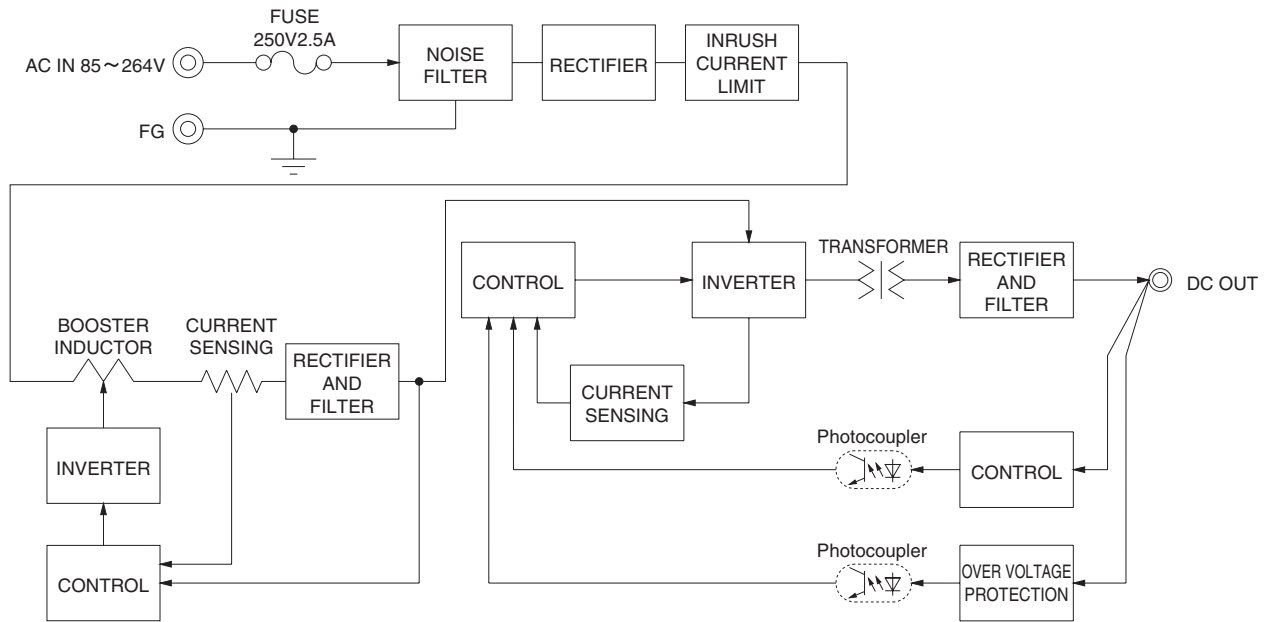 FUSE
250V2.5A
AC IN 85～264V
NOISE
FILTER
RECTIFIER
INRUSH
CURRENT
LIMIT
FG
CONTROL
INVERTER
TRANSFORMER
RECTIFIER
AND
FILTER
DC OUT
BOOSTER
INDUCTOR
CURRENT
SENSING
RECTIFIER
AND
FILTER
CURRENT
SENSING
INVERTER
Photocoupler
CONTROL
CONTROL
Photocoupler
OVER VOLTAGE
PROTECTION